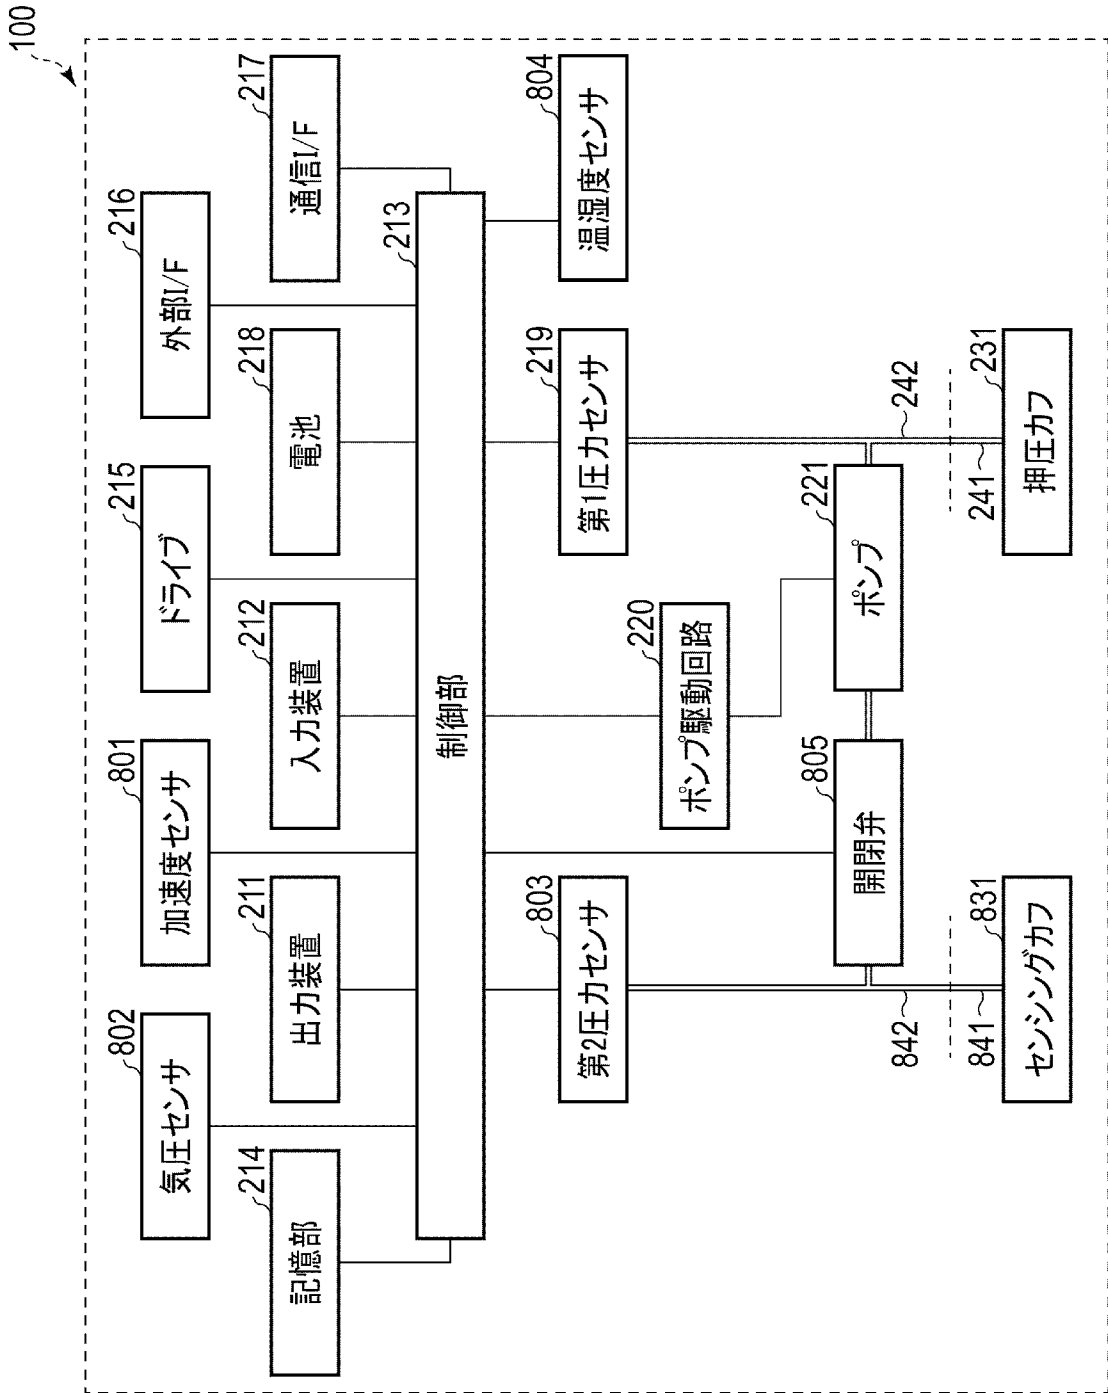 100
802
気圧センサ
801
加速度センサ
215
ドライブ
216
外部I/F
214
記憶部
211
出力装置
212
入力装置
218
電池
217
通信I/F
213
制御部
803
第2圧力センサ
219
第1圧力センサ
804
温湿度センサ
220
ポンプ駆動回路
805
開閉弁
221
ポンプ
842
242
841
831
センシングカフ
241
231
押圧カフ